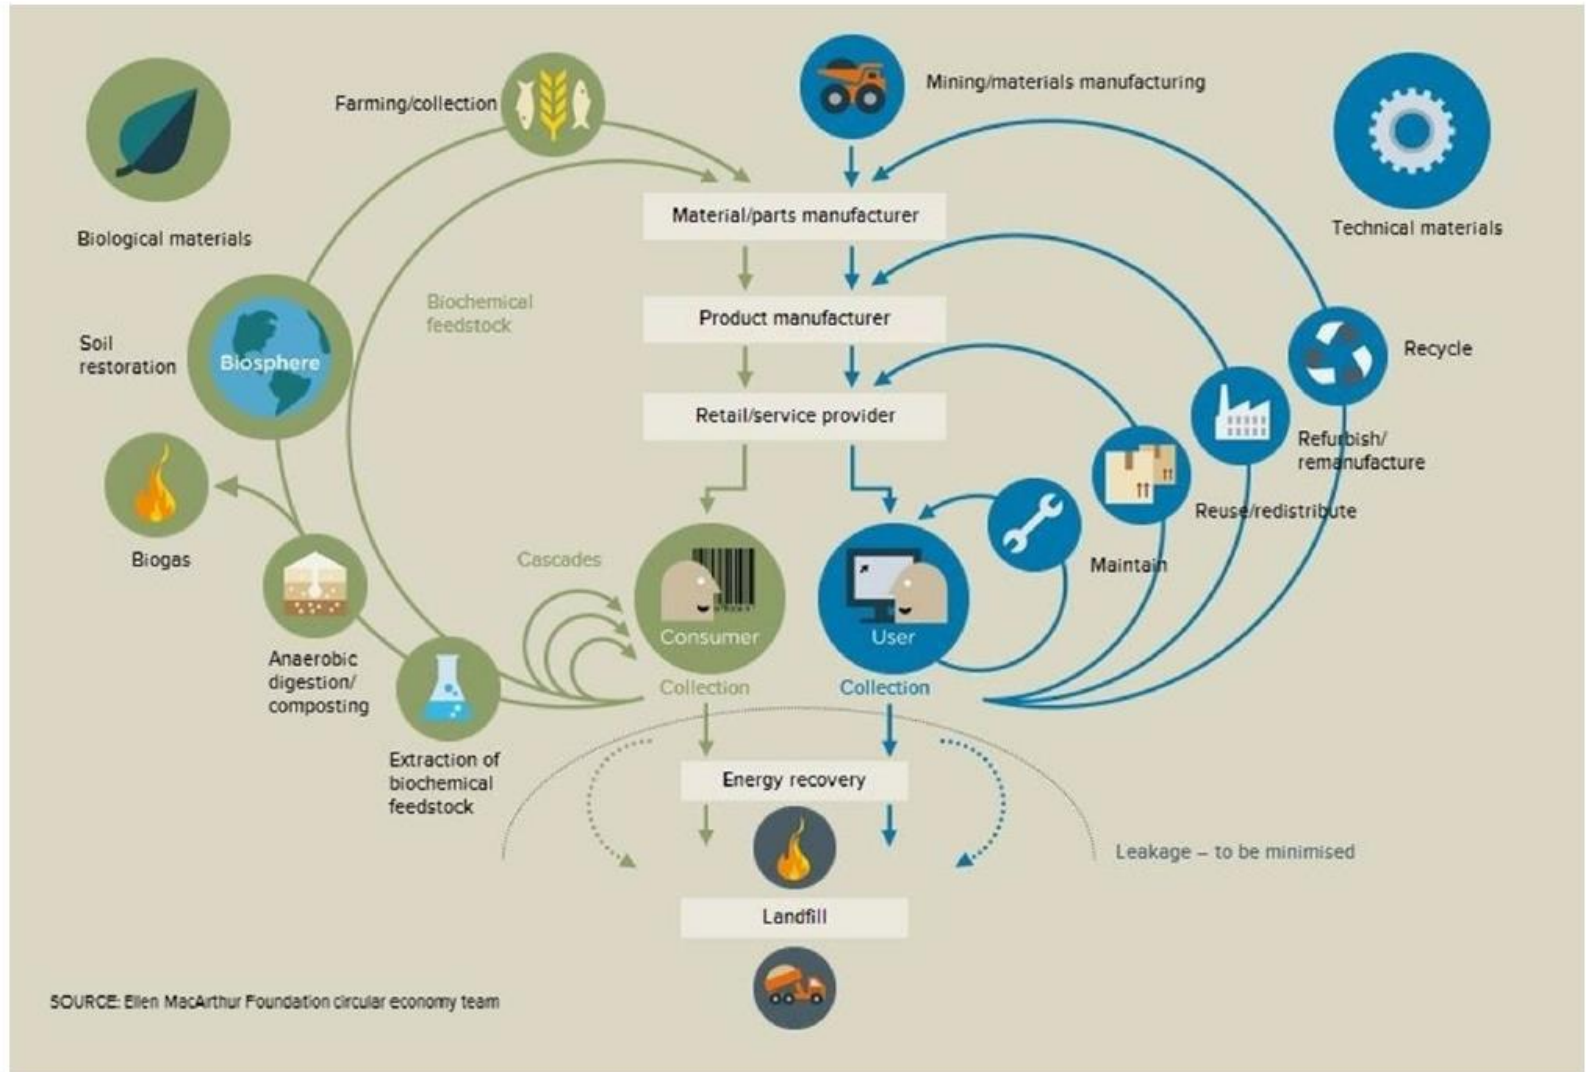 Farming/collection
Mining/materials manufacturing
Biological materials
Technical materials
Material/parts manufacturer
Biochemical
feedstock
Product manufacturer
Soil
restoration
Biosphere
Recycle
Retail/service provider
Refurbish/
remanufacture
Reuse/redistribute
Biogas
Cascades
Maintain
Consumer
User
Anaerobic
digestion/
composting
Collection
Collection
Extraction of
biochemical
feedstock
Energy recovery
Leakage – to be minimised
Landfill
SOURCE: Ellen MacArthur Foundation circular economy team